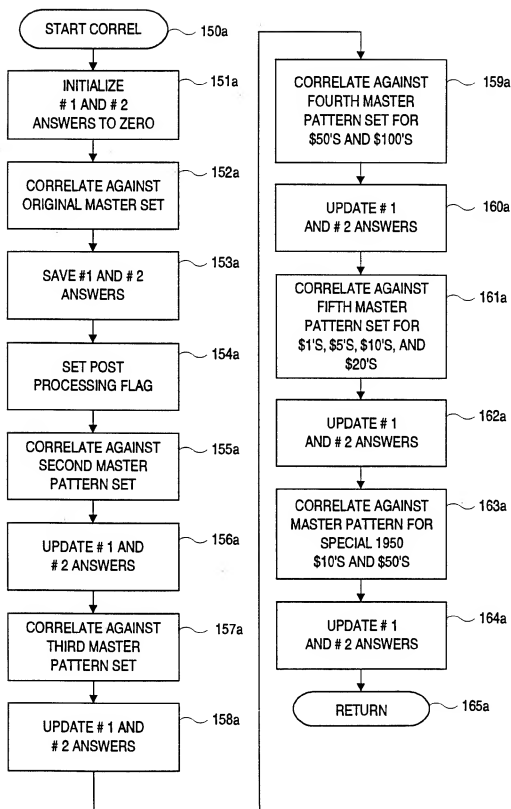 START CORREL
150a
INITIALIZE
# 1 AND # 2
ANSWERS TO ZERO
151a
CORRELATE AGAINST
ORIGINAL MASTER SET
152a
SAVE #1 AND # 2
ANSWERS
153a
SET POST
PROCESSING FLAG
154a
CORRELATE AGAINST
SECOND MASTER
PATTERN SET
155a
UPDATE # 1 AND
# 2 ANSWERS
156a
CORRELATE AGAINST
THIRD MASTER
PATTERN SET
157a
UPDATE # 1 AND
# 2 ANSWERS
158a
CORRELATE AGAINST
FOURTH MASTER
PATTERN SET FOR
$50'S AND $100'S
159a
UPDATE # 1
AND # 2 ANSWERS
160a
CORRELATE AGAINST
FIFTH MASTER
PATTERN SET FOR
$1'S, $5'S, $10'S, AND
$20'S
161a
UPDATE # 1
AND # 2 ANSWERS
162a
CORRELATE AGAINST
MASTER PATTERN FOR
SPECIAL 1950
$10'S AND $50'S
163a
UPDATE # 1
AND # 2 ANSWERS
164a
RETURN
165a